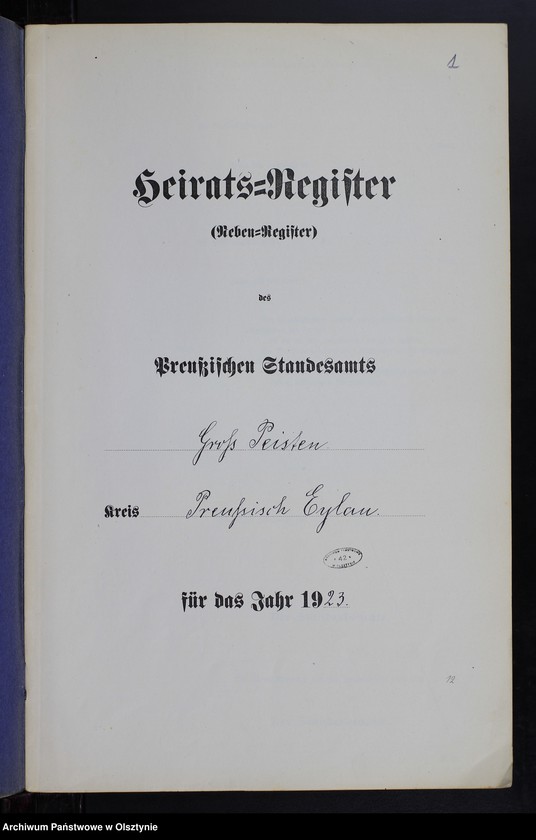 1
Heirats=Register
(Neben=Register)
des
Preußischen Standesamts
Groß Peisten
Kreis Preußisch Eylau.
42
für das Jahr 1923.
12
Archiwum Państwowe w Olsztynie